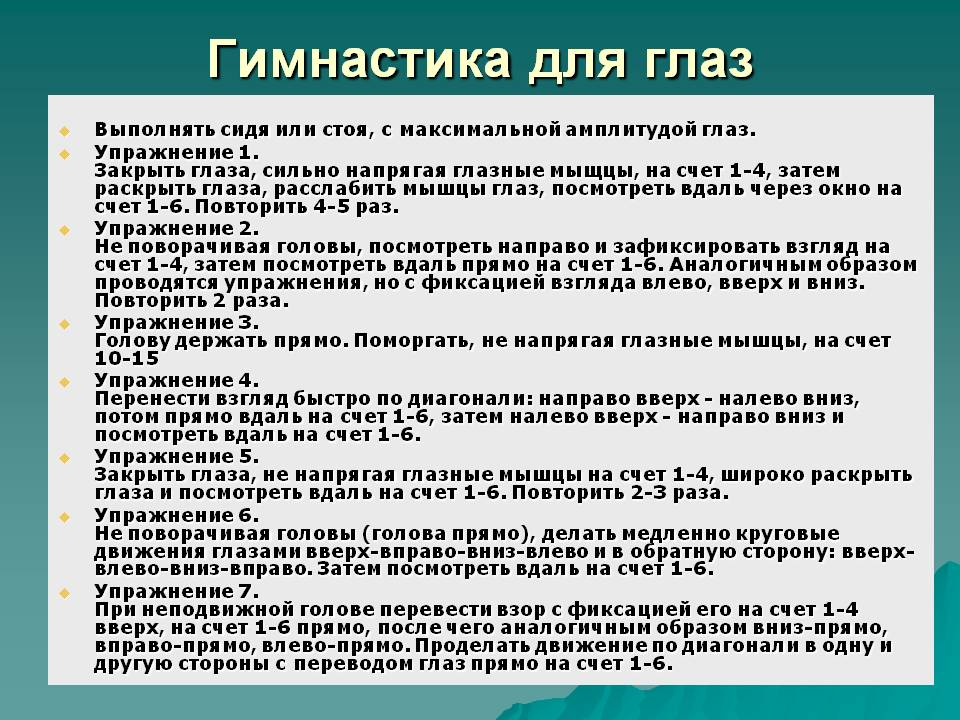 Гимнастика для глаз
Выполнять сидя или стоя, с максимальной амплитудой глаз.
Упражнение 1.
Закрыть глаза, сильно напрягая глазные мыщцы, на счет 1-4, затем
раскрыть глаза, расслабить мышцы глаз, посмотреть вдаль через окно на
счет 1-6. Повторить 4-5 раз.
Упражнение 2.
Не поворачивая головы, посмотреть направо и зафиксировать взгляд на
счет 1-4, затем посмотреть вдаль прямо на счет 1-6. Аналогичным образом
проводятся упражнения, но с фиксацией взгляда влево, вверх и вниз.
Повторить 2 раза.
Упражнение 3.
Голову держать прямо. Поморгать, не напрягая глазные мышцы, на счет
10-15
Упражнение 4.
Перенести взгляд быстро по диагонали: направо вверх - налево вниз,
потом прямо вдаль на счет 1-6, затем налево вверх - направо вниз и
посмотреть вдаль на счет 1-6.
Упражнение 5.
Закрыть глаза, не напрягая глазные мышцы на счет 1-4, широко раскрыть
глаза и посмотреть вдаль на счет 1-6. Повторить 2-3 раза.
Упражнение 6.
Не поворачивая головы (голова прямо), делать медленно круговые
движения глазами вверх-вправо-вниз-влево и в обратную сторону: вверх-
влево-вниз-вправо. Затем посмотреть вдаль на счет 1-6.
Упражнение 7.
При неподвижной голове перевести взор с фиксацией его на счет 1-4
вверх, на счет 1-6 прямо, после чего аналогичным образом вниз-прямо,
вправо-прямо, влево-прямо. Проделать движение по диагонали в одну и
другую стороны с переводом глаз прямо на счет 1-6.